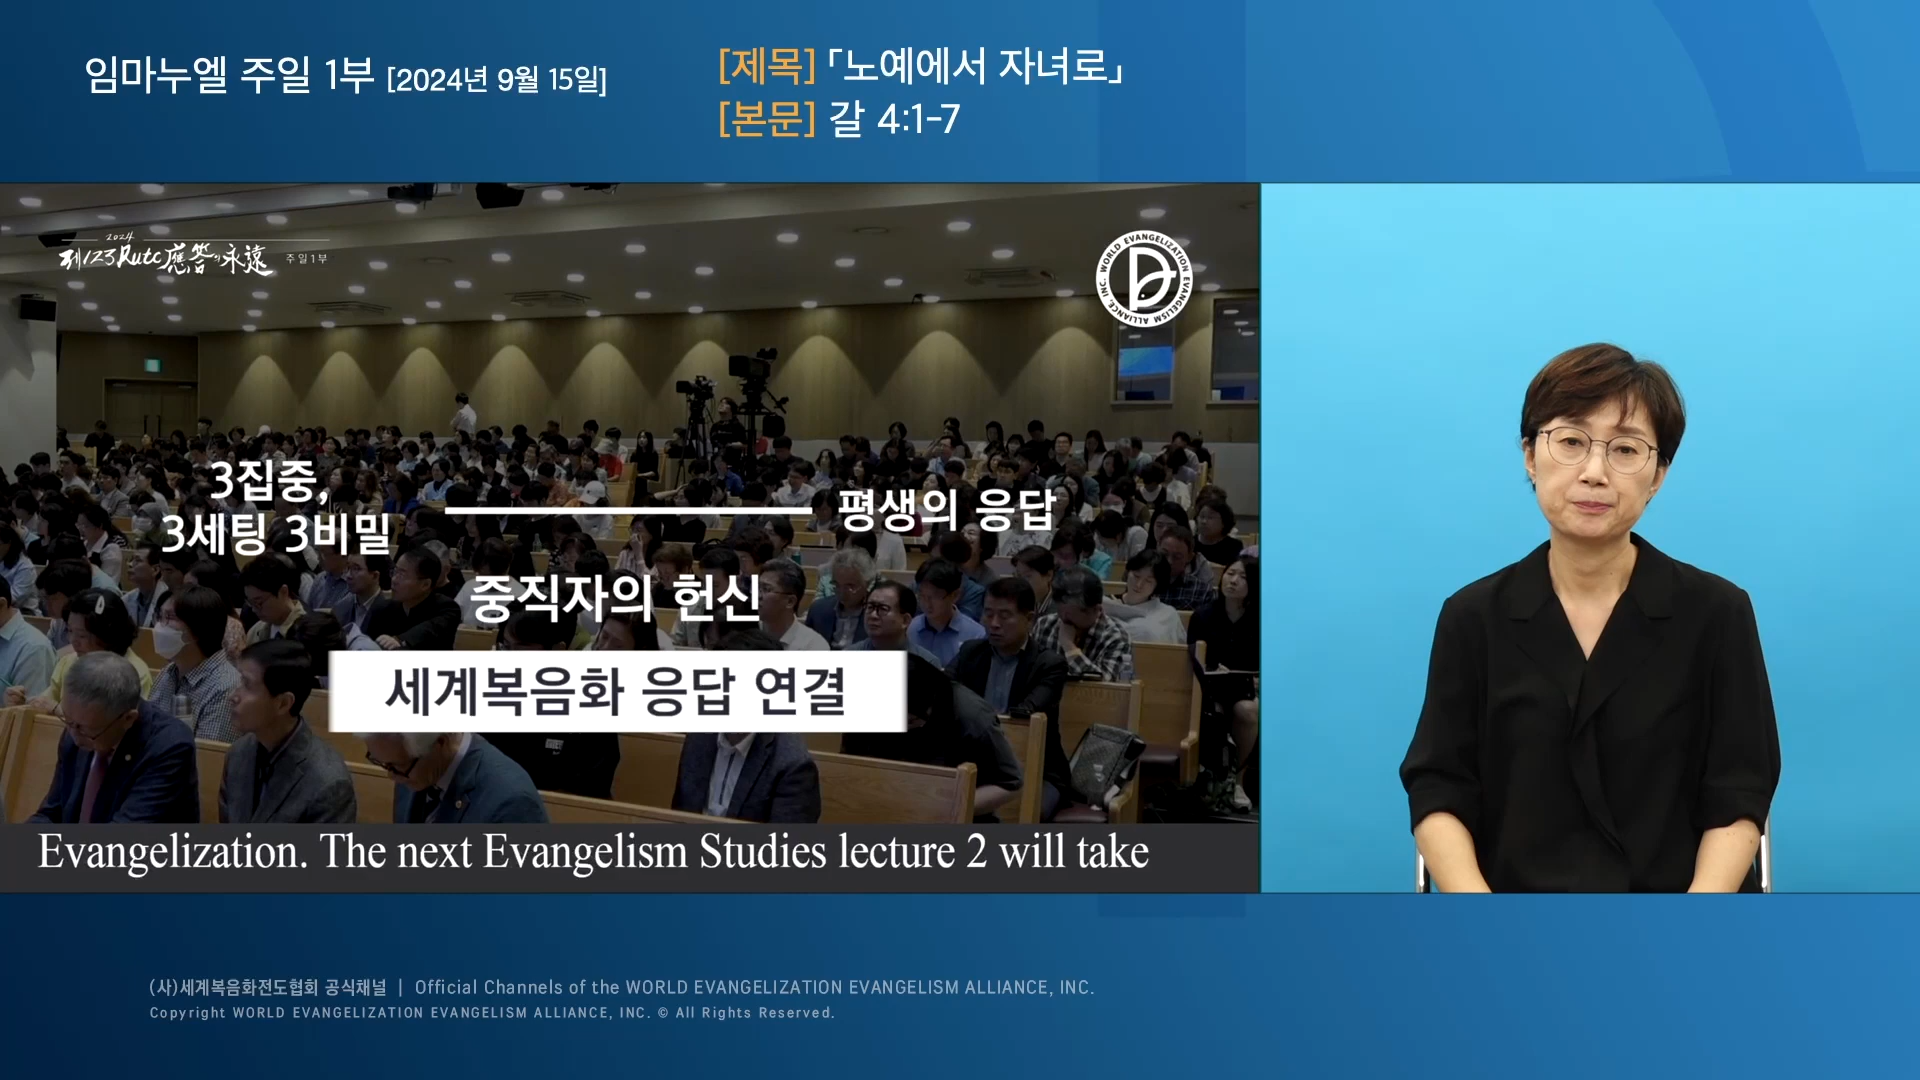 임마누엘 주일 1부 [2024년 9월 15일]
[제목] 「노예에서 자녀로」
[본문] 갈 4:1-7
2024
제123 Rutc 應答의 永遠 주일1부
WORLD EVANGELIZATION EVANGELISM ALLIANCE, INC.
3집중,
3세팅 3비밀
평생의 응답
중직자의 헌신
세계복음화 응답 연결
Evangelization. The next Evangelism Studies lecture 2 will take
(사)세계복음화전도협회 공식채널 | Official Channels of the WORLD EVANGELIZATION EVANGELISM ALLIANCE, INC.
Copyright WORLD EVANGELIZATION EVANGELISM ALLIANCE, INC. © All Rights Reserved.